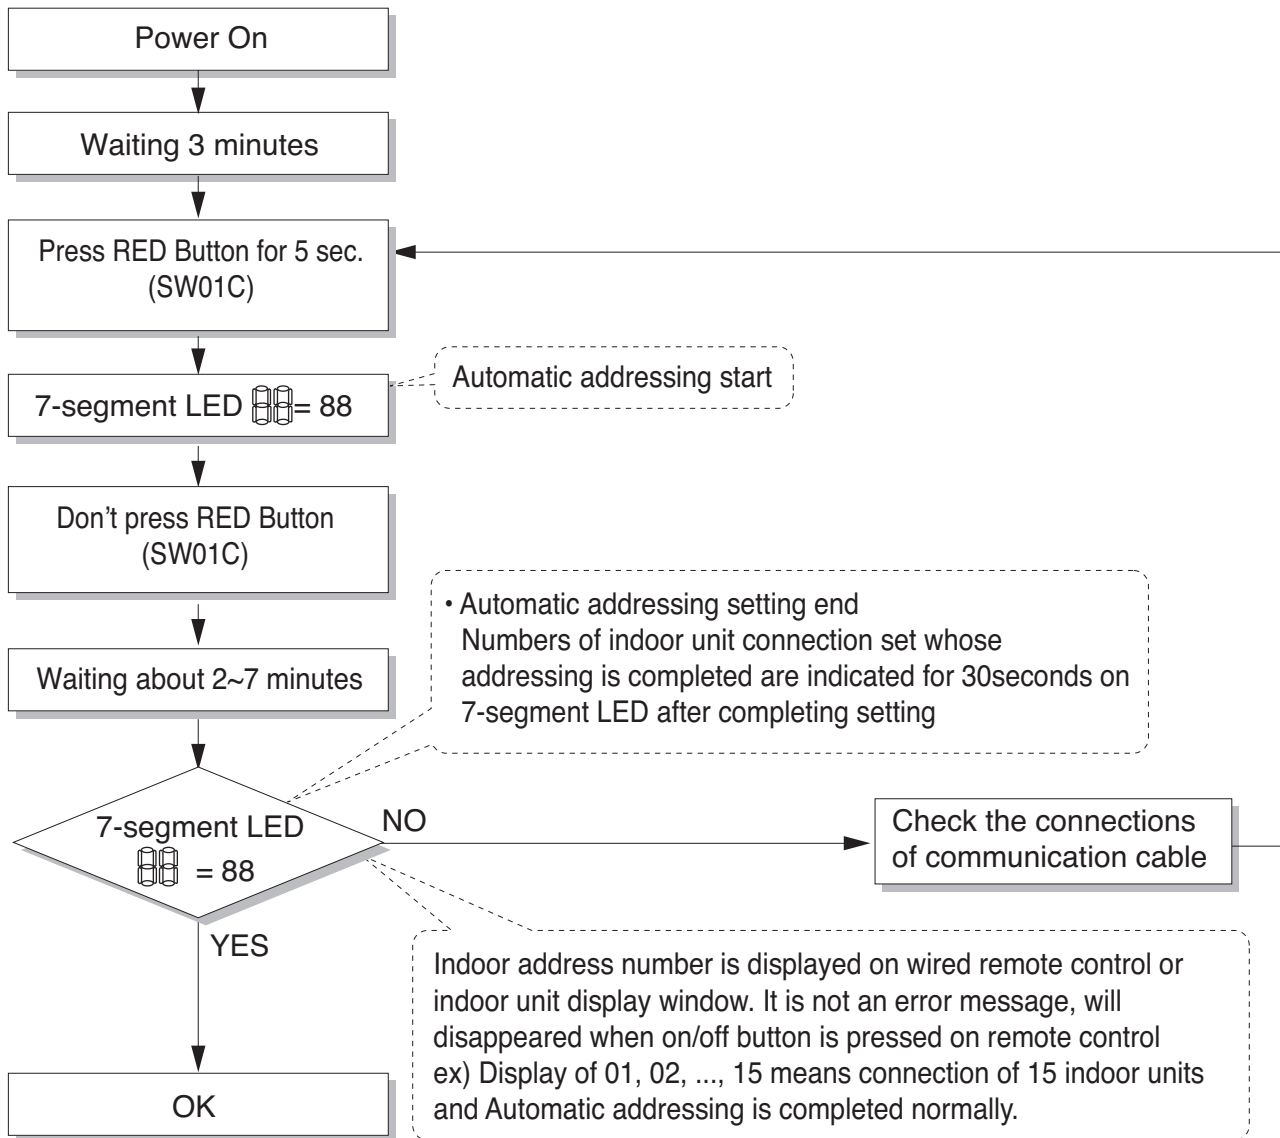 Power On
Waiting 3 minutes
Press RED Button for 5 sec.
(SW01C)
7-segment LED 88 = 88
Automatic addressing start
Don't press RED Button
(SW01C)
Waiting about 2~7 minutes
• Automatic addressing setting end
Numbers of indoor unit connection set whose
addressing is completed are indicated for 30seconds on
7-segment LED after completing setting
7-segment LED
88 = 88
NO
Check the connections
of communication cable
YES
Indoor address number is displayed on wired remote control or
indoor unit display window. It is not an error message, will
disappeared when on/off button is pressed on remote control
ex) Display of 01, 02, ..., 15 means connection of 15 indoor units
and Automatic addressing is completed normally.
OK